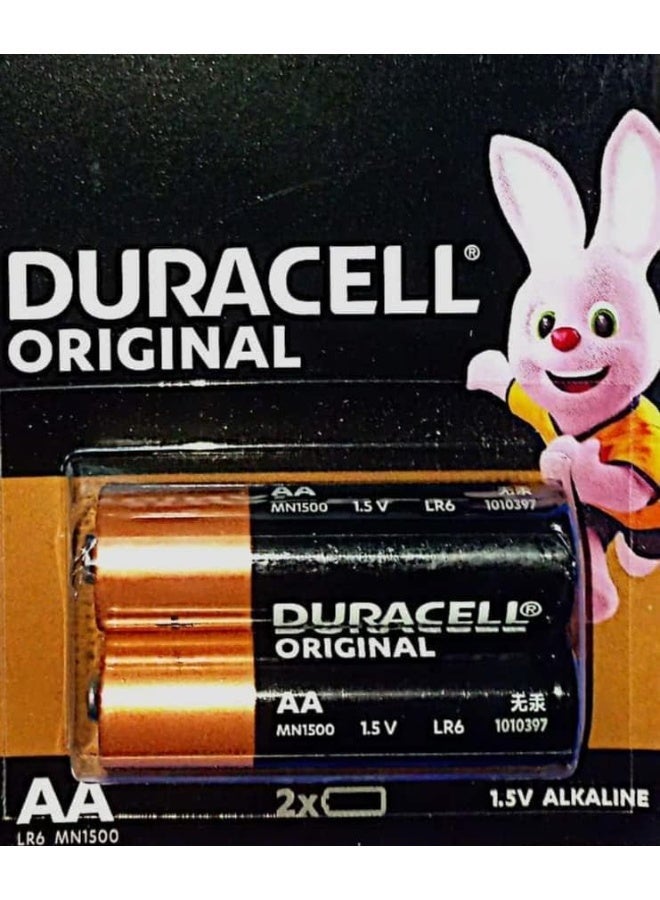 DURACELL®
ORIGINAL
AA 无汞
MN1500 1.5 V LR6 1010397
DURACELL®
ORIGINAL
AA 无汞
MN1500 1.5 V LR6 1010397
AA 2x 1.5V ALKALINE
LR6 MN1500